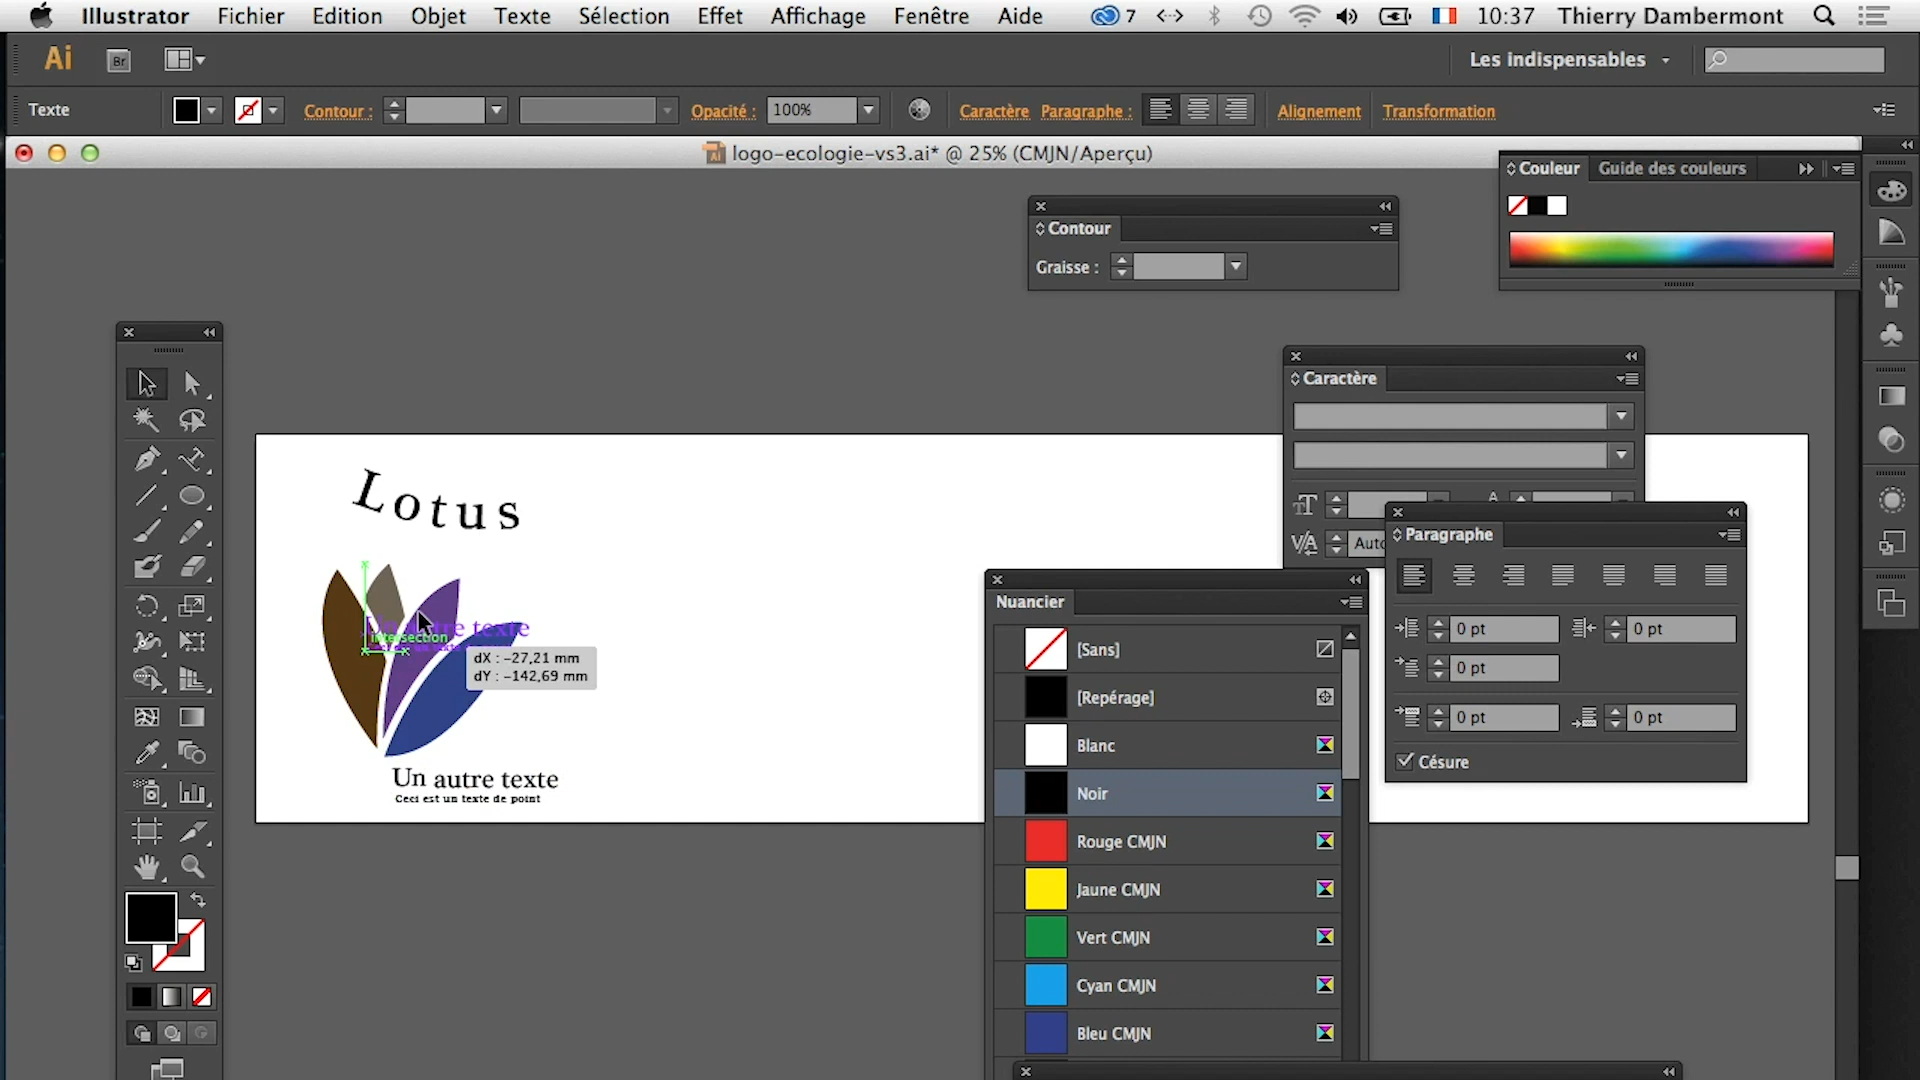 Illustrator Fichier Edition Objet Texte Sélection Effet Affichage Fenêtre Aide 7 10:37 Thierry Dambermont
Ai Br Les indispensables
Texte Contour : Opacité : 100% Caractère Paragraphe : Alignement Transformation
logo-ecologie-vs3.ai* @ 25% (CMJN/Aperçu)
Couleur Guide des couleurs
Contour
Graisse :
Caractère
Auto
Paragraphe
0 pt 0 pt
0 pt
0 pt 0 pt
Césure
Lotus
Un autre texte
intersection
dX : -27,21 mm
dY : -142,69 mm
Un autre texte
Ceci est un texte de point
Nuancier
[Sans]
[Repérage]
Blanc
Noir
Rouge CMJN
Jaune CMJN
Vert CMJN
Cyan CMJN
Bleu CMJN